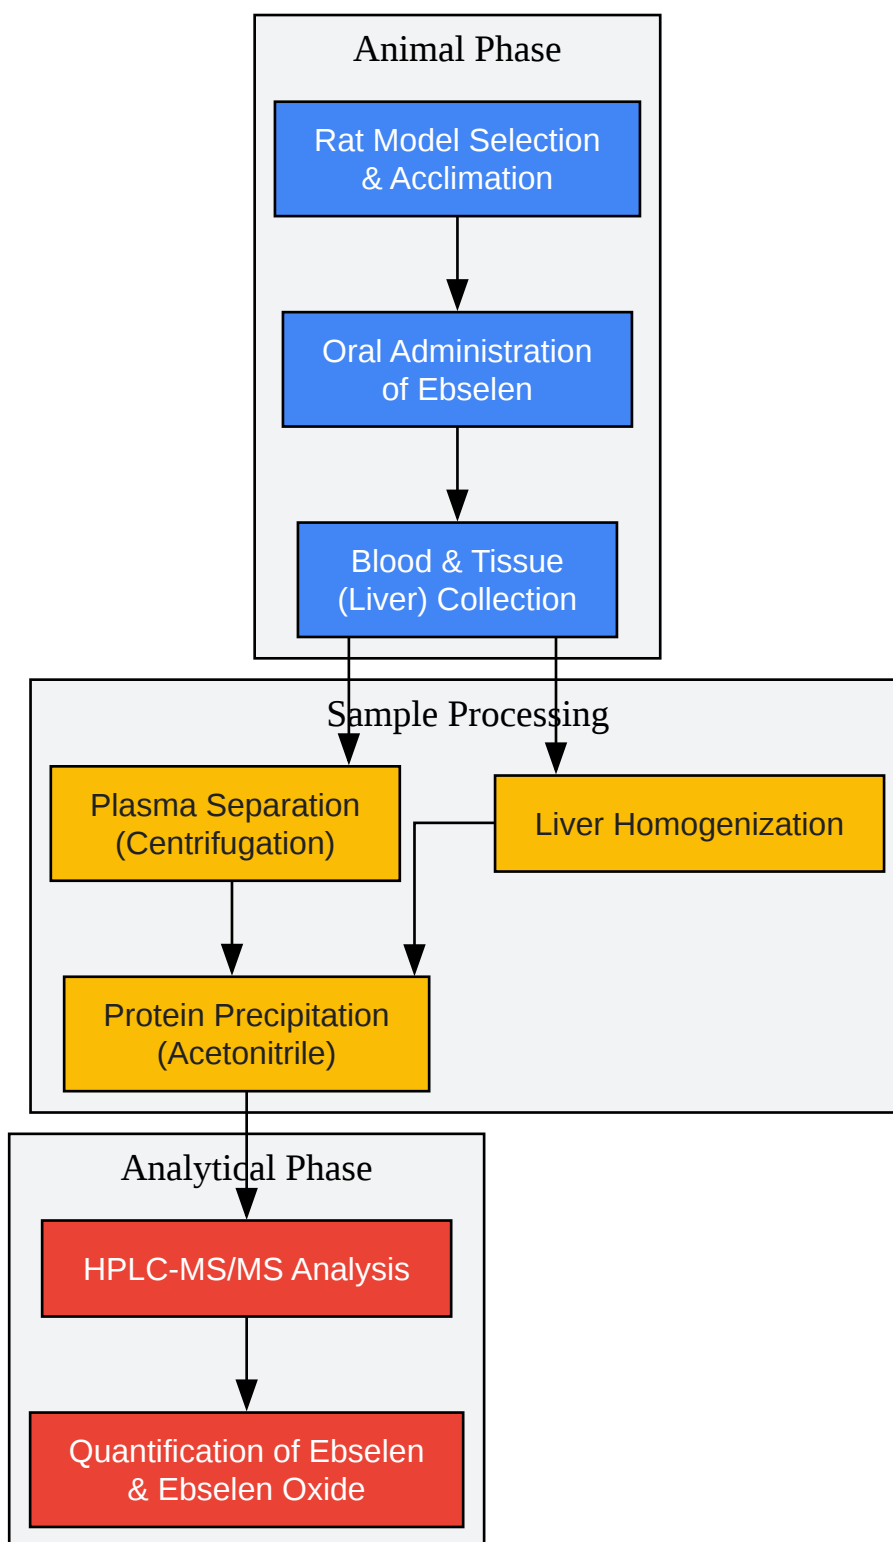 Animal Phase
Rat Model Selection
& Acclimation
Oral Administration
of Ebselen
Blood & Tissue
(Liver) Collection
Sample Processing
Plasma Separation
(Centrifugation)
Liver Homogenization
Protein Precipitation
(Acetonitrile)
Analytical Phase
HPLC-MS/MS Analysis
Quantification of Ebselen
& Ebselen Oxide